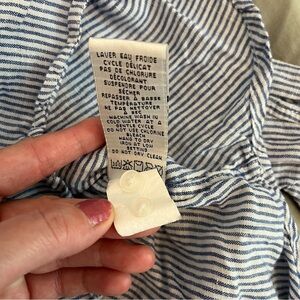 LAVER EAU FROIDE
CYCLE DÉLICAT
PAS DE CHLORURE
DÉCOLORANT
SUSPENDRE POUR
SÉCHER
REPASSER A BASSE
TEMPÉRATURE
NE PAS NETTOYER
A SEC
MACHINE WASH IN
COLD WATER AT A
GENTLE CYCLE
DO NOT USE CHLORINE
BLEACH
HANG TO DRY
IRON AT LOW
SETTING
DO NOT DRY CLEAN